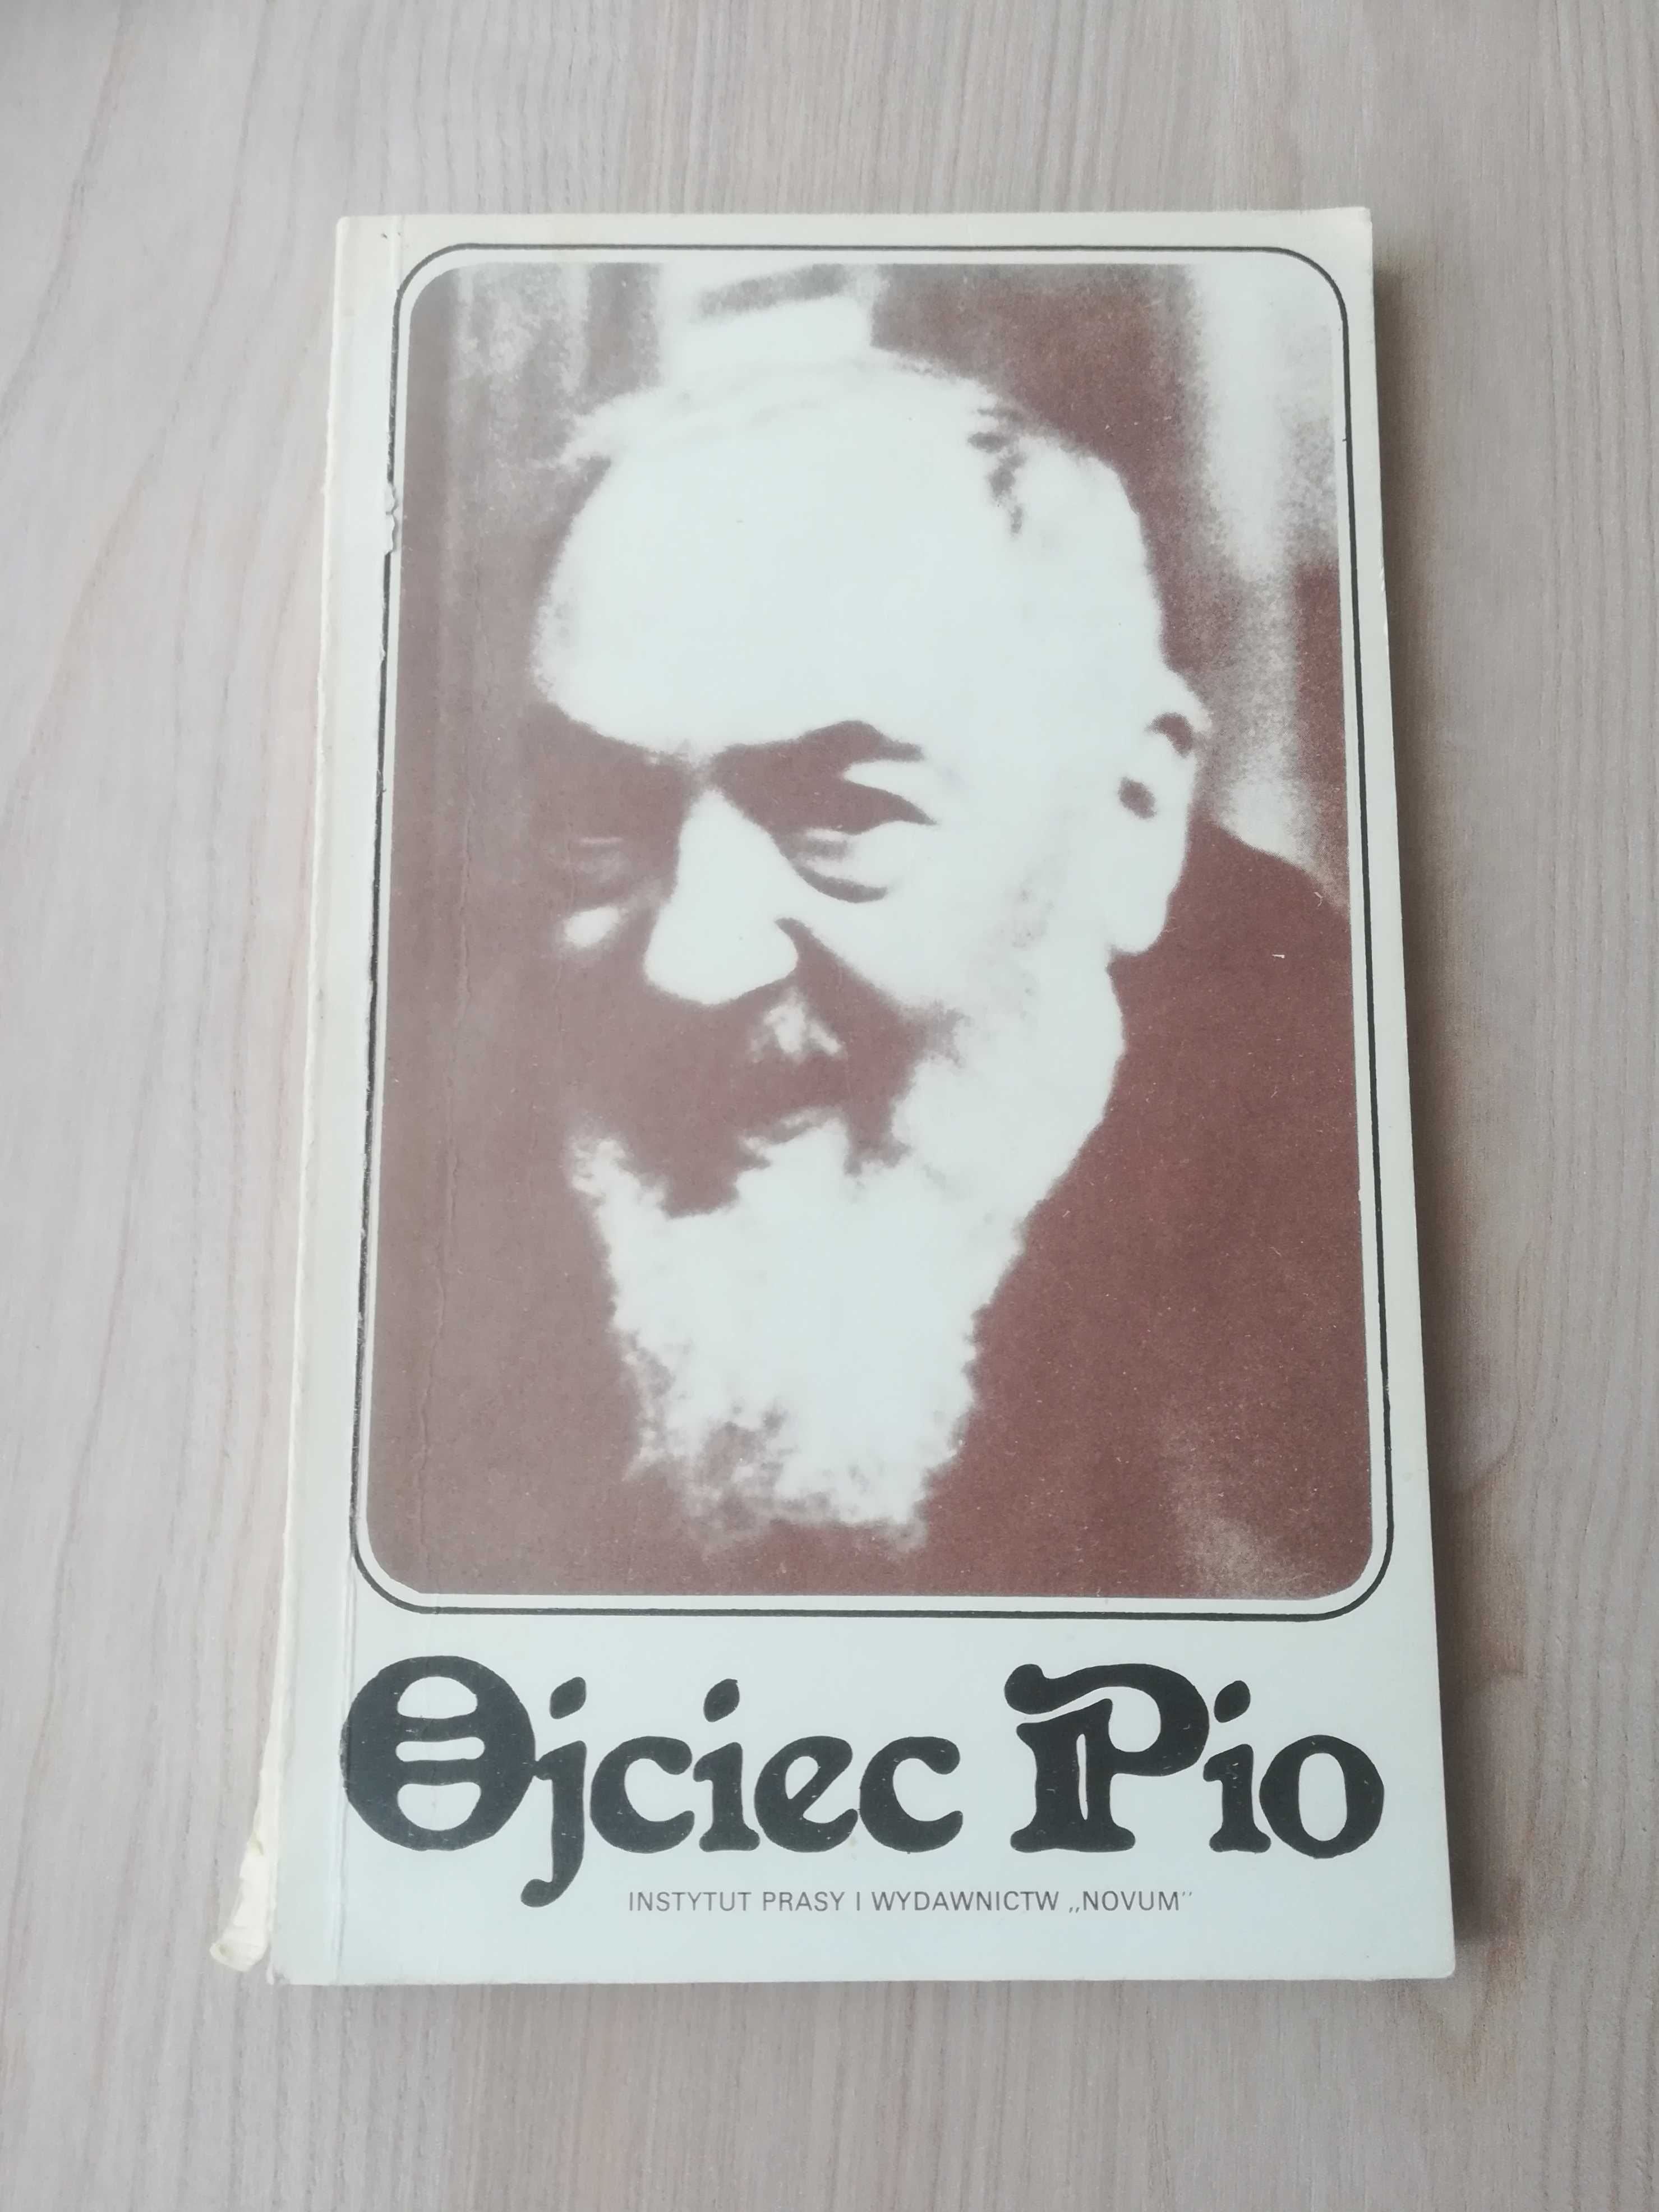 Ojciec Pio
INSTYTUT PRASY I WYDAWNICTW „NOVUM”